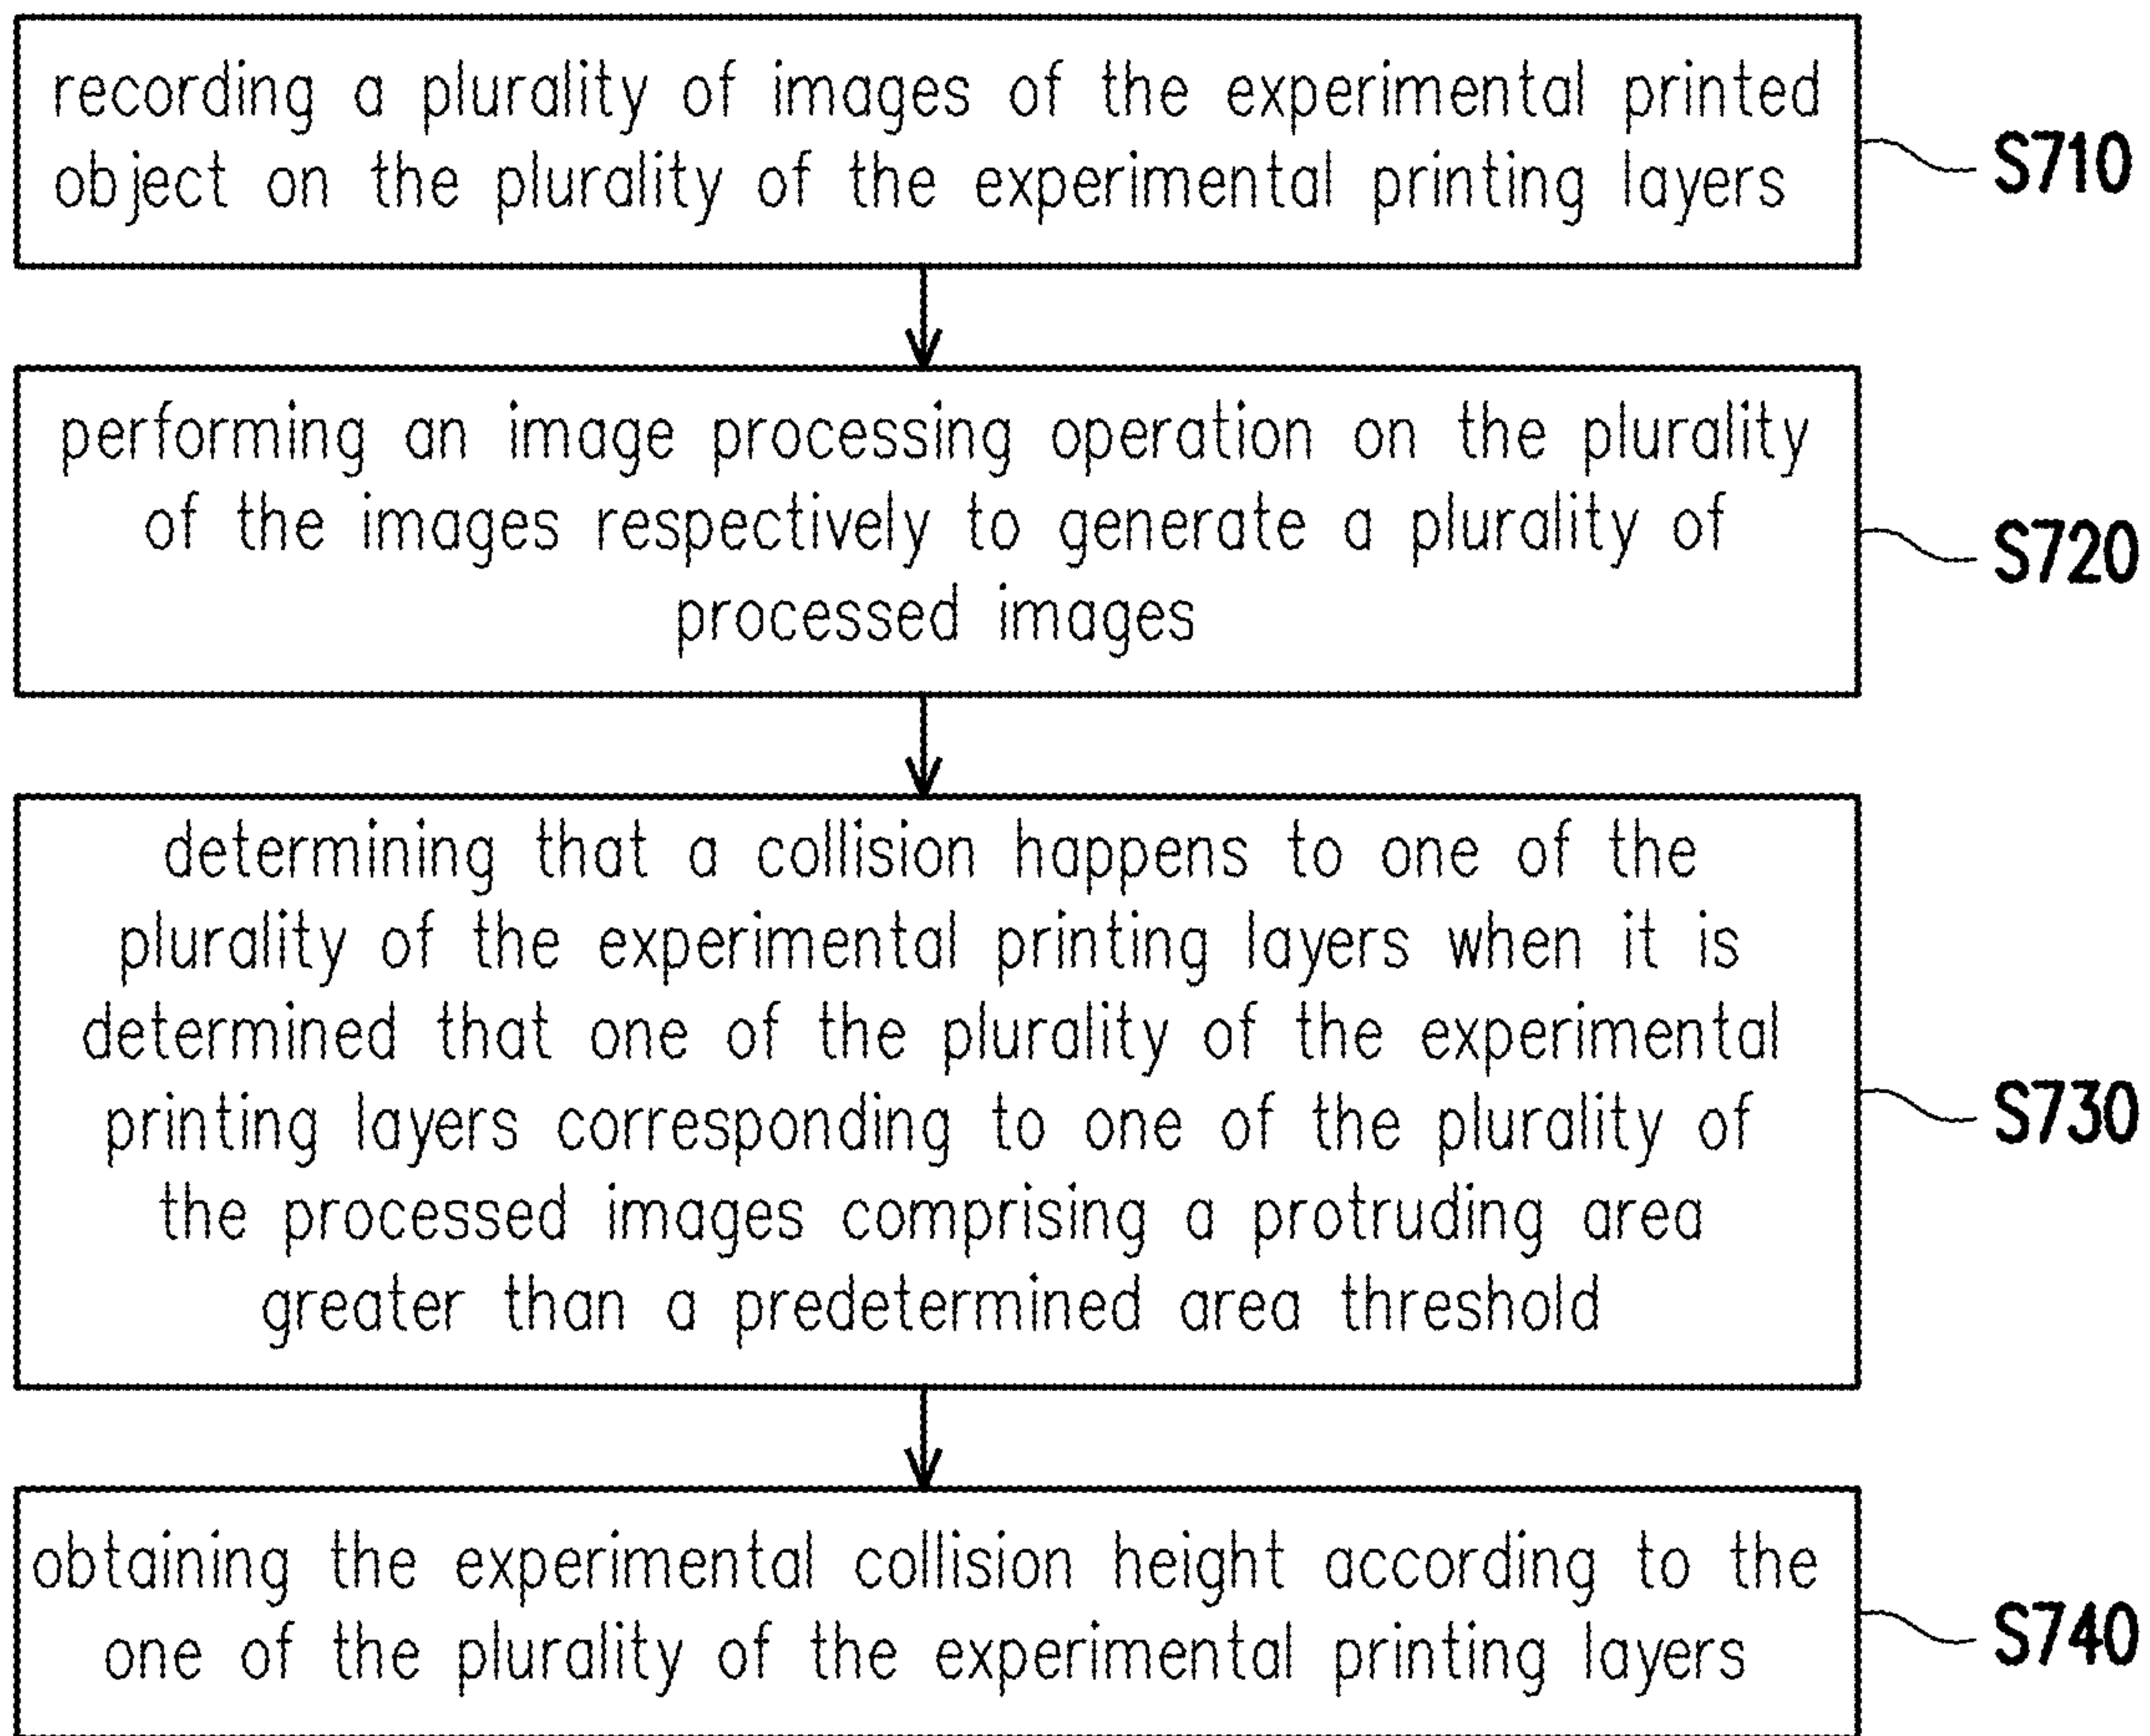 recording a plurality of images of the experimental printed
object on the plurality of the experimental printing layers
S710
performing an image processing operation on the plurality
of the images respectively to generate a plurality of
processed images
S720
determining that a collision happens to one of the
plurality of the experimental printing layers when it is
determined that one of the plurality of the experimental
printing layers corresponding to one of the plurality of
the processed images comprising a protruding area
greater than a predetermined area threshold
S730
obtaining the experimental collision height according to the
one of the plurality of the experimental printing layers
S740